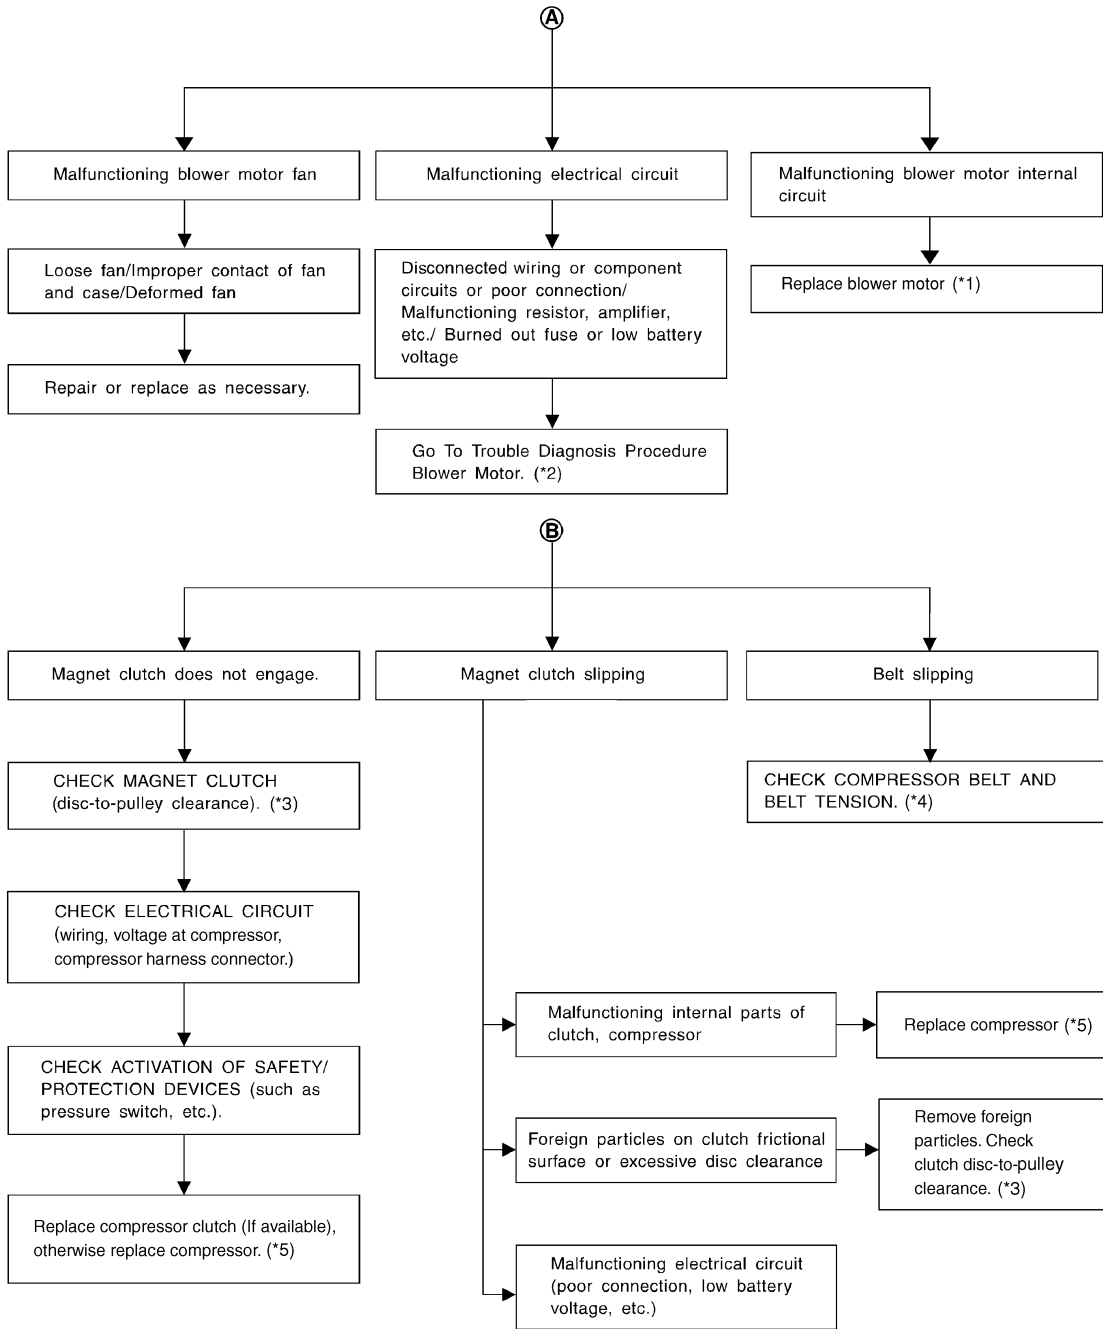 A
Malfunctioning blower motor fan
Malfunctioning electrical circuit
Malfunctioning blower motor internal
circuit
Loose fan/Improper contact of fan
and case/Deformed fan
Disconnected wiring or component
circuits or poor connection/
Malfunctioning resistor, amplifier,
etc./ Burned out fuse or low battery
voltage
Replace blower motor (*1)
Repair or replace as necessary.
Go To Trouble Diagnosis Procedure
Blower Motor. (*2)
B
Magnet clutch does not engage.
Magnet clutch slipping
Belt slipping
CHECK MAGNET CLUTCH
(disc-to-pulley clearance). (*3)
CHECK COMPRESSOR BELT AND
BELT TENSION. (*4)
CHECK ELECTRICAL CIRCUIT
(wiring, voltage at compressor,
compressor harness connector.)
CHECK ACTIVATION OF SAFETY/
PROTECTION DEVICES (such as
pressure switch, etc.).
Replace compressor clutch (If available),
otherwise replace compressor. (*5)
Malfunctioning internal parts of
clutch, compressor
Replace compressor (*5)
Foreign particles on clutch frictional
surface or excessive disc clearance
Remove foreign
particles. Check
clutch disc-to-pulley
clearance. (*3)
Malfunctioning electrical circuit
(poor connection, low battery
voltage, etc.)